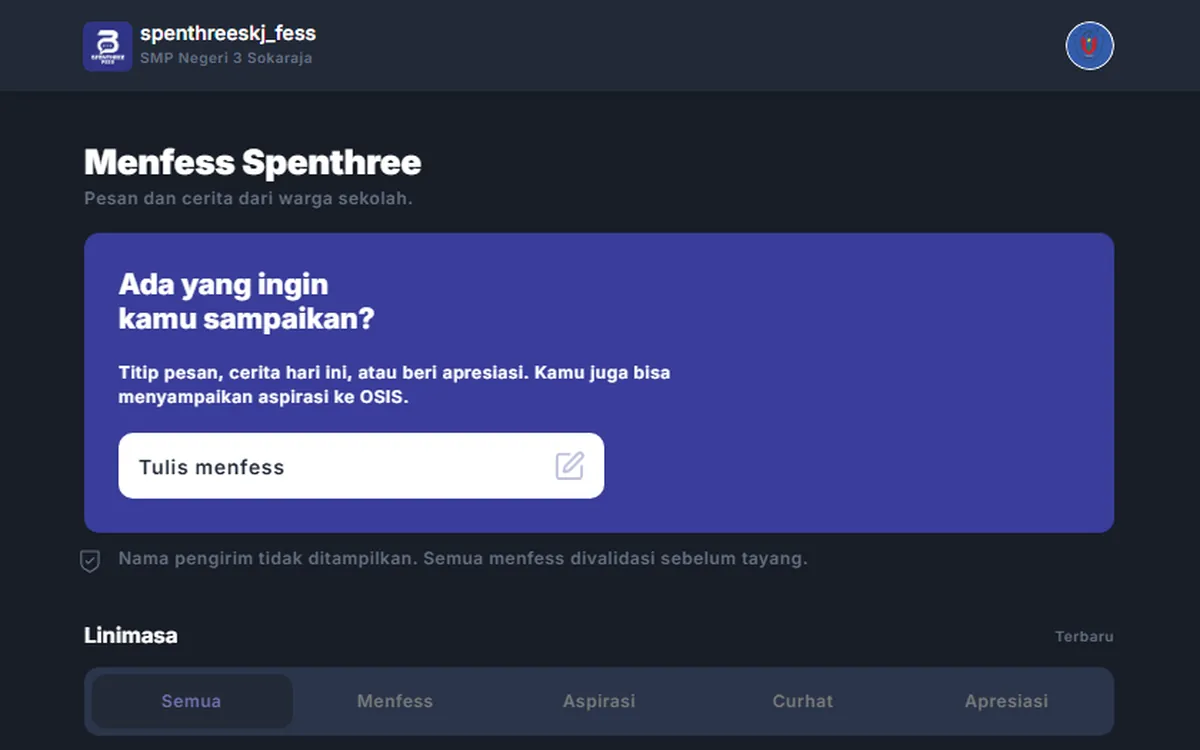 SPENTHREE
FESS
spenthreeskj_fess
SMP Negeri 3 Sokaraja
Menfess Spenthree
Pesan dan cerita dari warga sekolah.
Ada yang ingin
kamu sampaikan?
Titip pesan, cerita hari ini, atau beri apresiasi. Kamu juga bisa
menyampaikan aspirasi ke OSIS.
Tulis menfess
Nama pengirim tidak ditampilkan. Semua menfess divalidasi sebelum tayang.
Linimasa
Terbaru
Semua
Menfess
Aspirasi
Curhat
Apresiasi